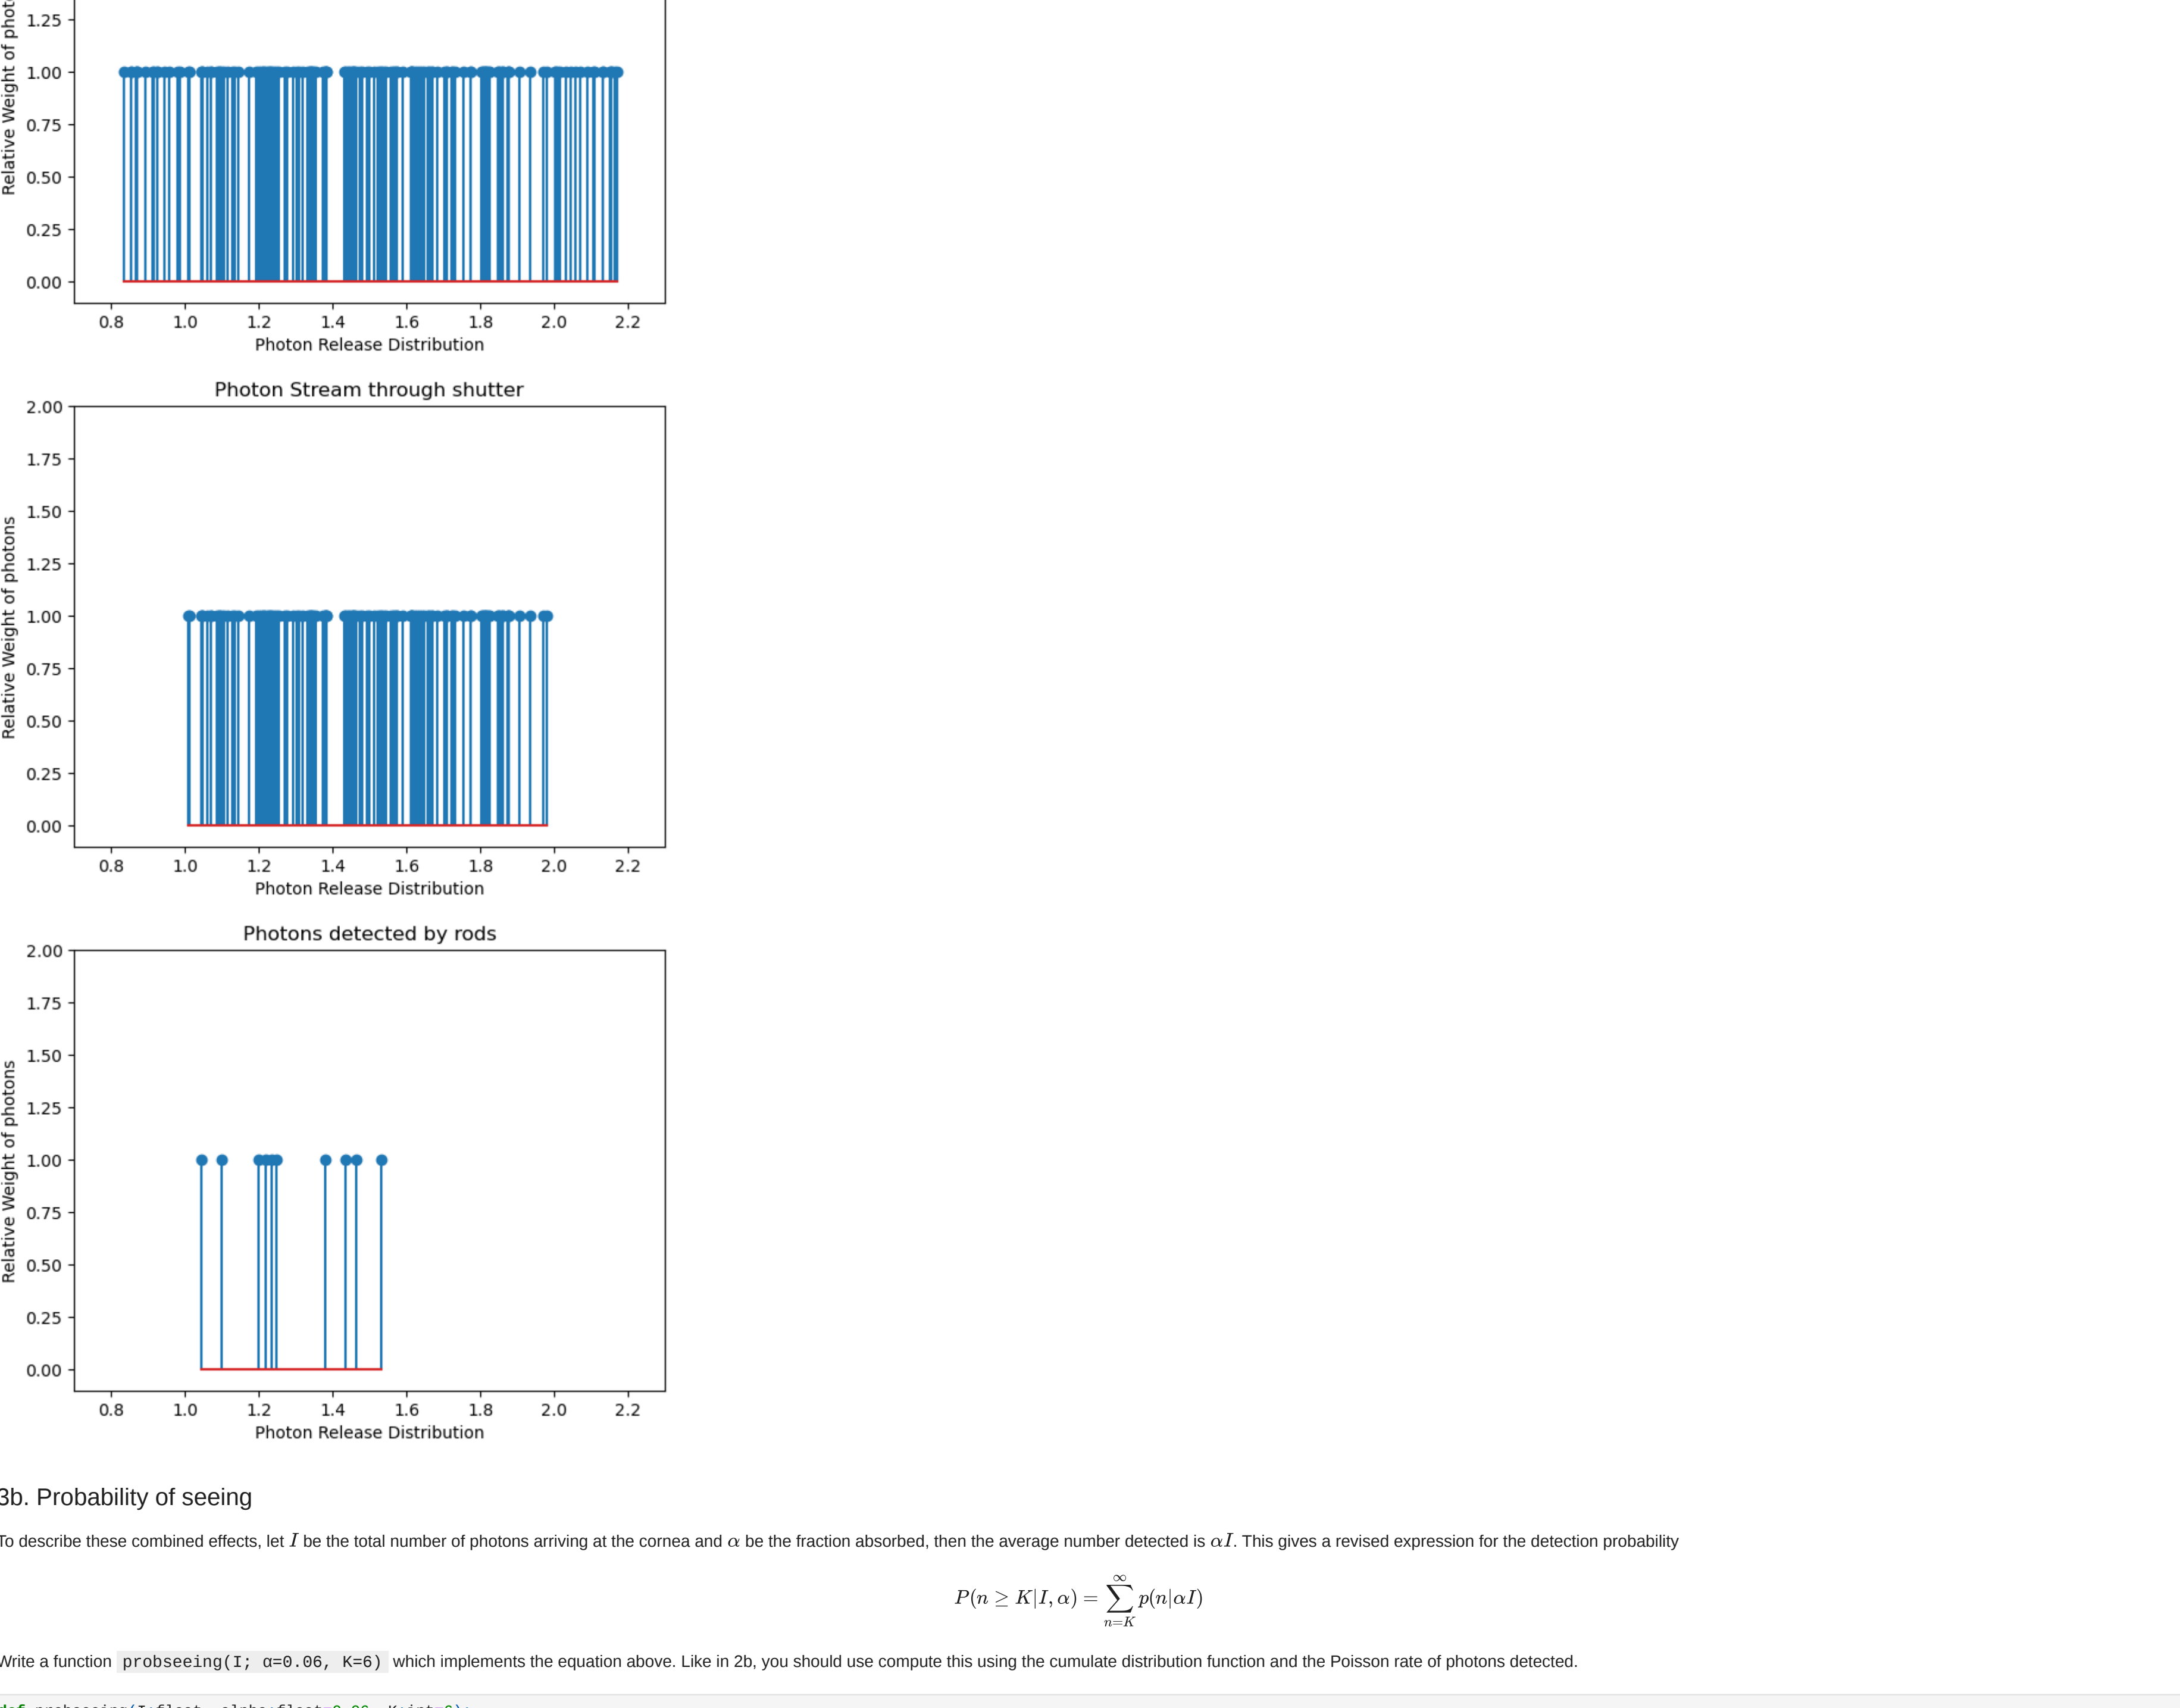 1.25
1.00
0.75
0.50
0.25
0.00
Relative Weight of
0.8 1.0 1.2 1.4 1.6 1.8 2.0 2.2
Photon Release Distribution
Photon Stream through shutter
2.00
1.75
1.50
1.25
1.00
0.75
0.50
0.25
0.00
Relative Weight of photons
0.8 1.0 1.2 1.4 1.6 1.8 2.0 2.2
Photon Release Distribution
Photons detected by rods
2.00
1.75
1.50
1.25
1.00
0.75
0.50
0.25
0.00
Relative Weight of photons
0.8 1.0 1.2 1.4 1.6 1.8 2.0 2.2
Photon Release Distribution
3b. Probability of seeing
To describe these combined effects, let I be the total number of photons arriving at the cornea and α be the fraction absorbed, then the average number detected is αI. This gives a revised expression for the detection probability
P(n ≥ K|I, α) = ∑_{n=K}^{∞} p(n|αI)
Write a function probseeing(I; α=0.06, K=6) which implements the equation above. Like in 2b, you should use compute this using the cumulate distribution function and the Poisson rate of photons detected.